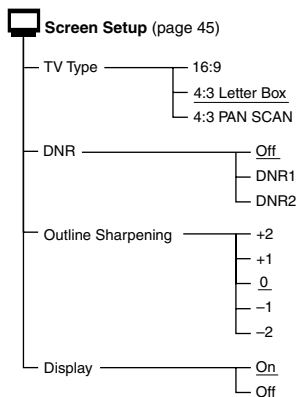 Screen Setup (page 45)
TV Type
16:9
4:3 Letter Box
4:3 PAN SCAN
DNR
Off
DNR1
DNR2
Outline Sharpening
+2
+1
0
−1
−2
Display
On
Off